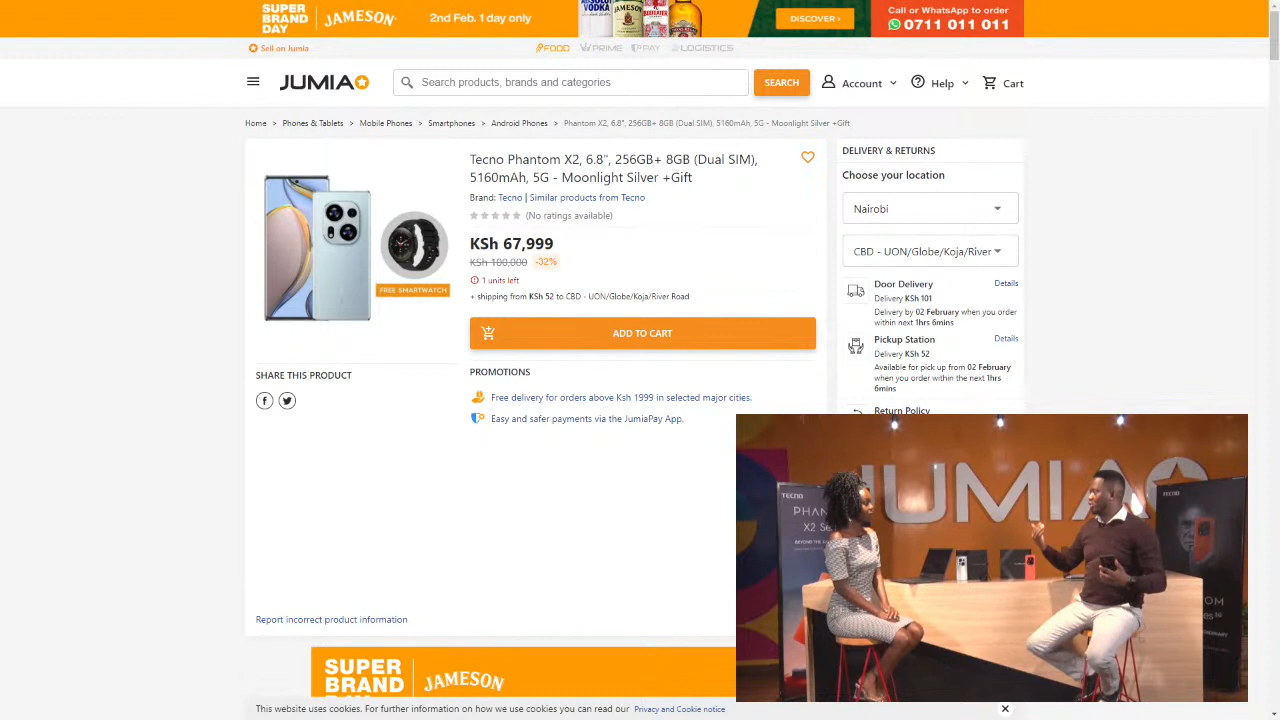 SUPER
BRAND
DAY
JAMESON
2nd Feb. 1 day only
VODKA
JAMESON
DISCOVER ›
Call or WhatsApp to order
0711 011 011
Sell on Jumia
FOOD
PRIME
PAY
LOGISTICS
JUMIA
Search products, brands and categories
SEARCH
Account
Help
Cart
Home > Phones & Tablets > Mobile Phones > Smartphones > Android Phones > Phantom X2, 6.8", 256GB+ 8GB (Dual SIM), 5160mAh, 5G - Moonlight Silver +Gift
FREE SMARTWATCH
SHARE THIS PRODUCT
Tecno Phantom X2, 6.8", 256GB+ 8GB (Dual SIM),
5160mAh, 5G - Moonlight Silver +Gift
Brand: Tecno | Similar products from Tecno
(No ratings available)
KSh 67,999
KSh 100,000 -32%
1 units left
+ shipping from KSh 52 to CBD - UON/Globe/Koja/River Road
ADD TO CART
PROMOTIONS
Free delivery for orders above Ksh 1999 in selected major cities.
Easy and safer payments via the JumiaPay App.
Report incorrect product information
DELIVERY & RETURNS
Choose your location
Nairobi
CBD - UON/Globe/Koja/River
Door Delivery
Details
Delivery KSh 101
Delivery by 02 February when you order
within next 1hrs 6mins
Pickup Station
Details
Delivery KSh 52
Available for pick up from 02 February
when you order within the next 1hrs
6mins
Return Policy
JUMIA
TECNO
PHAN
X2 Se
TECNO
SUPER
BRAND
JAMESON
This website uses cookies. For further information on how we use cookies you can read our Privacy and Cookie notice